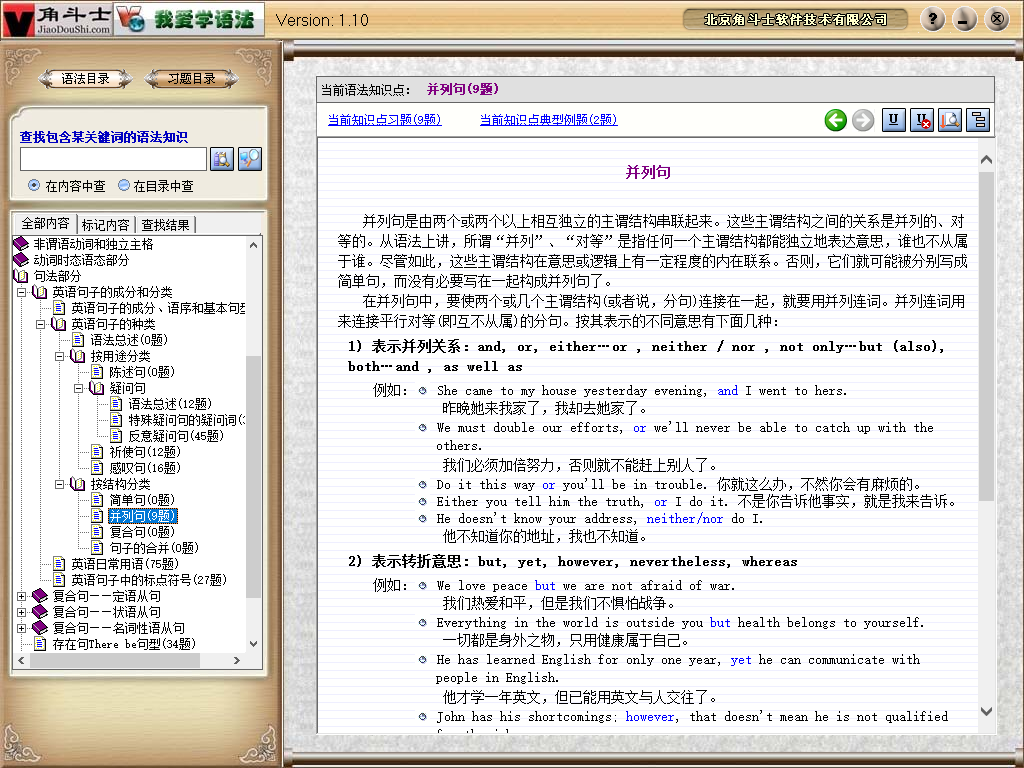 角斗士
JiaoDouShi.com
我爱学语法
Version: 1.10
北京角斗士软件技术有限公司
语法目录
习题目录
查找包含某关键词的语法知识
在内容中查
在目录中查
全部内容
标记内容
查找结果
非谓语动词和独立主格
动词时态语态部分
句法部分
英语句子的成分和分类
英语句子的成分、语序和基本句型
英语句子的种类
语法总述(0题)
按用途分类
陈述句(0题)
疑问句
语法总述(12题)
特殊疑问句的疑问词(
反意疑问句(45题)
祈使句(12题)
感叹句(16题)
按结构分类
简单句(0题)
并列句(9题)
复合句(0题)
句子的合并(0题)
英语日常用语(75题)
英语句子中的标点符号(27题)
复合句——定语从句
复合句——状语从句
复合句——名词性语从句
存在句There be句型(34题)
当前语法知识点： 并列句(9题)
当前知识点习题(9题)
当前知识点典型例题(2题)
并列句
并列句是由两个或两个以上相互独立的主谓结构串联起来。这些主谓结构之间的关系是并列的、对
等的。从语法上讲，所谓“并列”、“对等”是指任何一个主谓结构都能独立地表达意思，谁也不从属
于谁。尽管如此，这些主谓结构在意思或逻辑上有一定程度的内在联系。否则，它们就可能被分别写成
简单句，而没有必要写在一起构成并列句了。
在并列句中，要使两个或几个主谓结构(或者说，分句)连接在一起，就要用并列连词。并列连词用
来连接平行对等(即互不从属)的分句。按其表示的不同意思有下面几种：
1) 表示并列关系：and, or, either…or , neither / nor , not only…but (also),
both…and , as well as
例如： She came to my house yesterday evening, and I went to hers.
昨晚她来我家了，我却去她家了。
We must double our efforts, or we'll never be able to catch up with the
others.
我们必须加倍努力，否则就不能赶上别人了。
Do it this way or you'll be in trouble. 你就这么办，不然你会有麻烦的。
Either you tell him the truth, or I do it. 不是你告诉他事实，就是我来告诉。
He doesn't know your address, neither/nor do I.
他不知道你的地址，我也不知道。
2) 表示转折意思：but, yet, however, nevertheless, whereas
例如： We love peace but we are not afraid of war.
我们热爱和平，但是我们不惧怕战争。
Everything in the world is outside you but health belongs to yourself.
一切都是身外之物，只用健康属于自己。
He has learned English for only one year, yet he can communicate with
people in English.
他才学一年英文，但已能用英文与人交往了。
John has his shortcomings; however, that doesn't mean he is not qualified